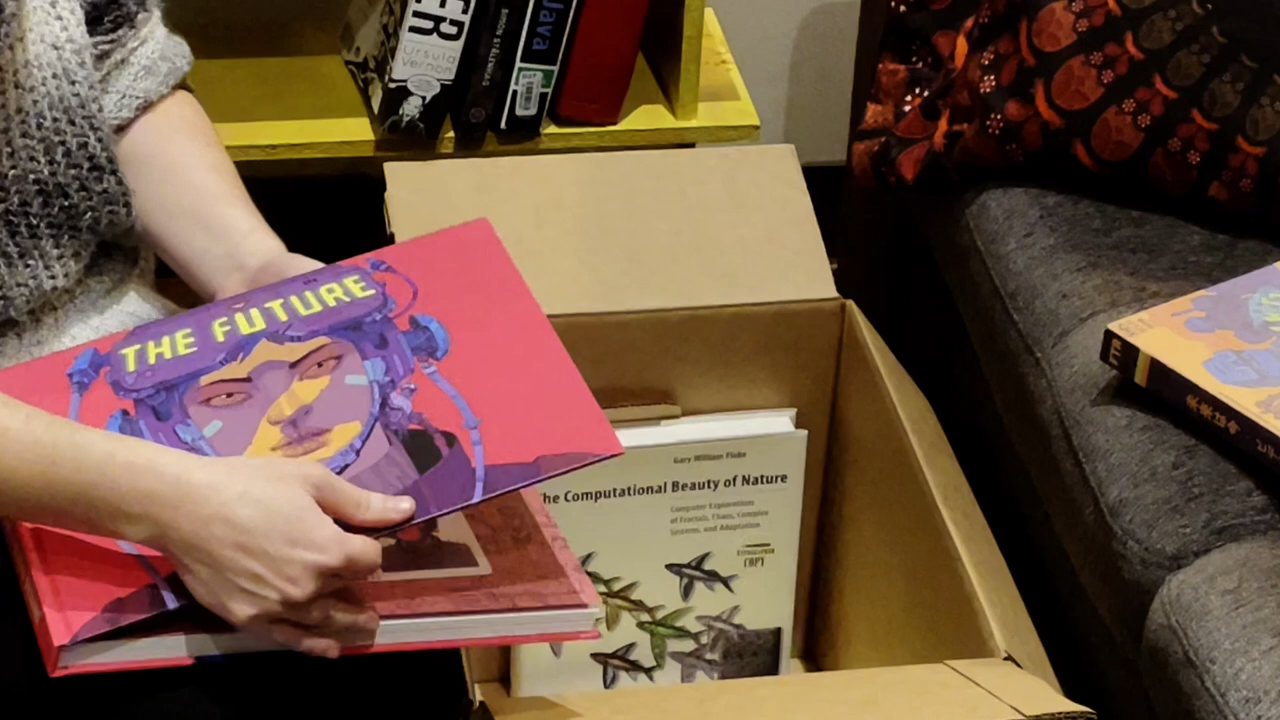 ER
Ursula
Vernon
Java
THE FUTURE
Gary William Flake
The Computational Beauty of Nature
Computer Explorations
of Fractals, Chaos, Complex
Systems, and Adaptation
COPY